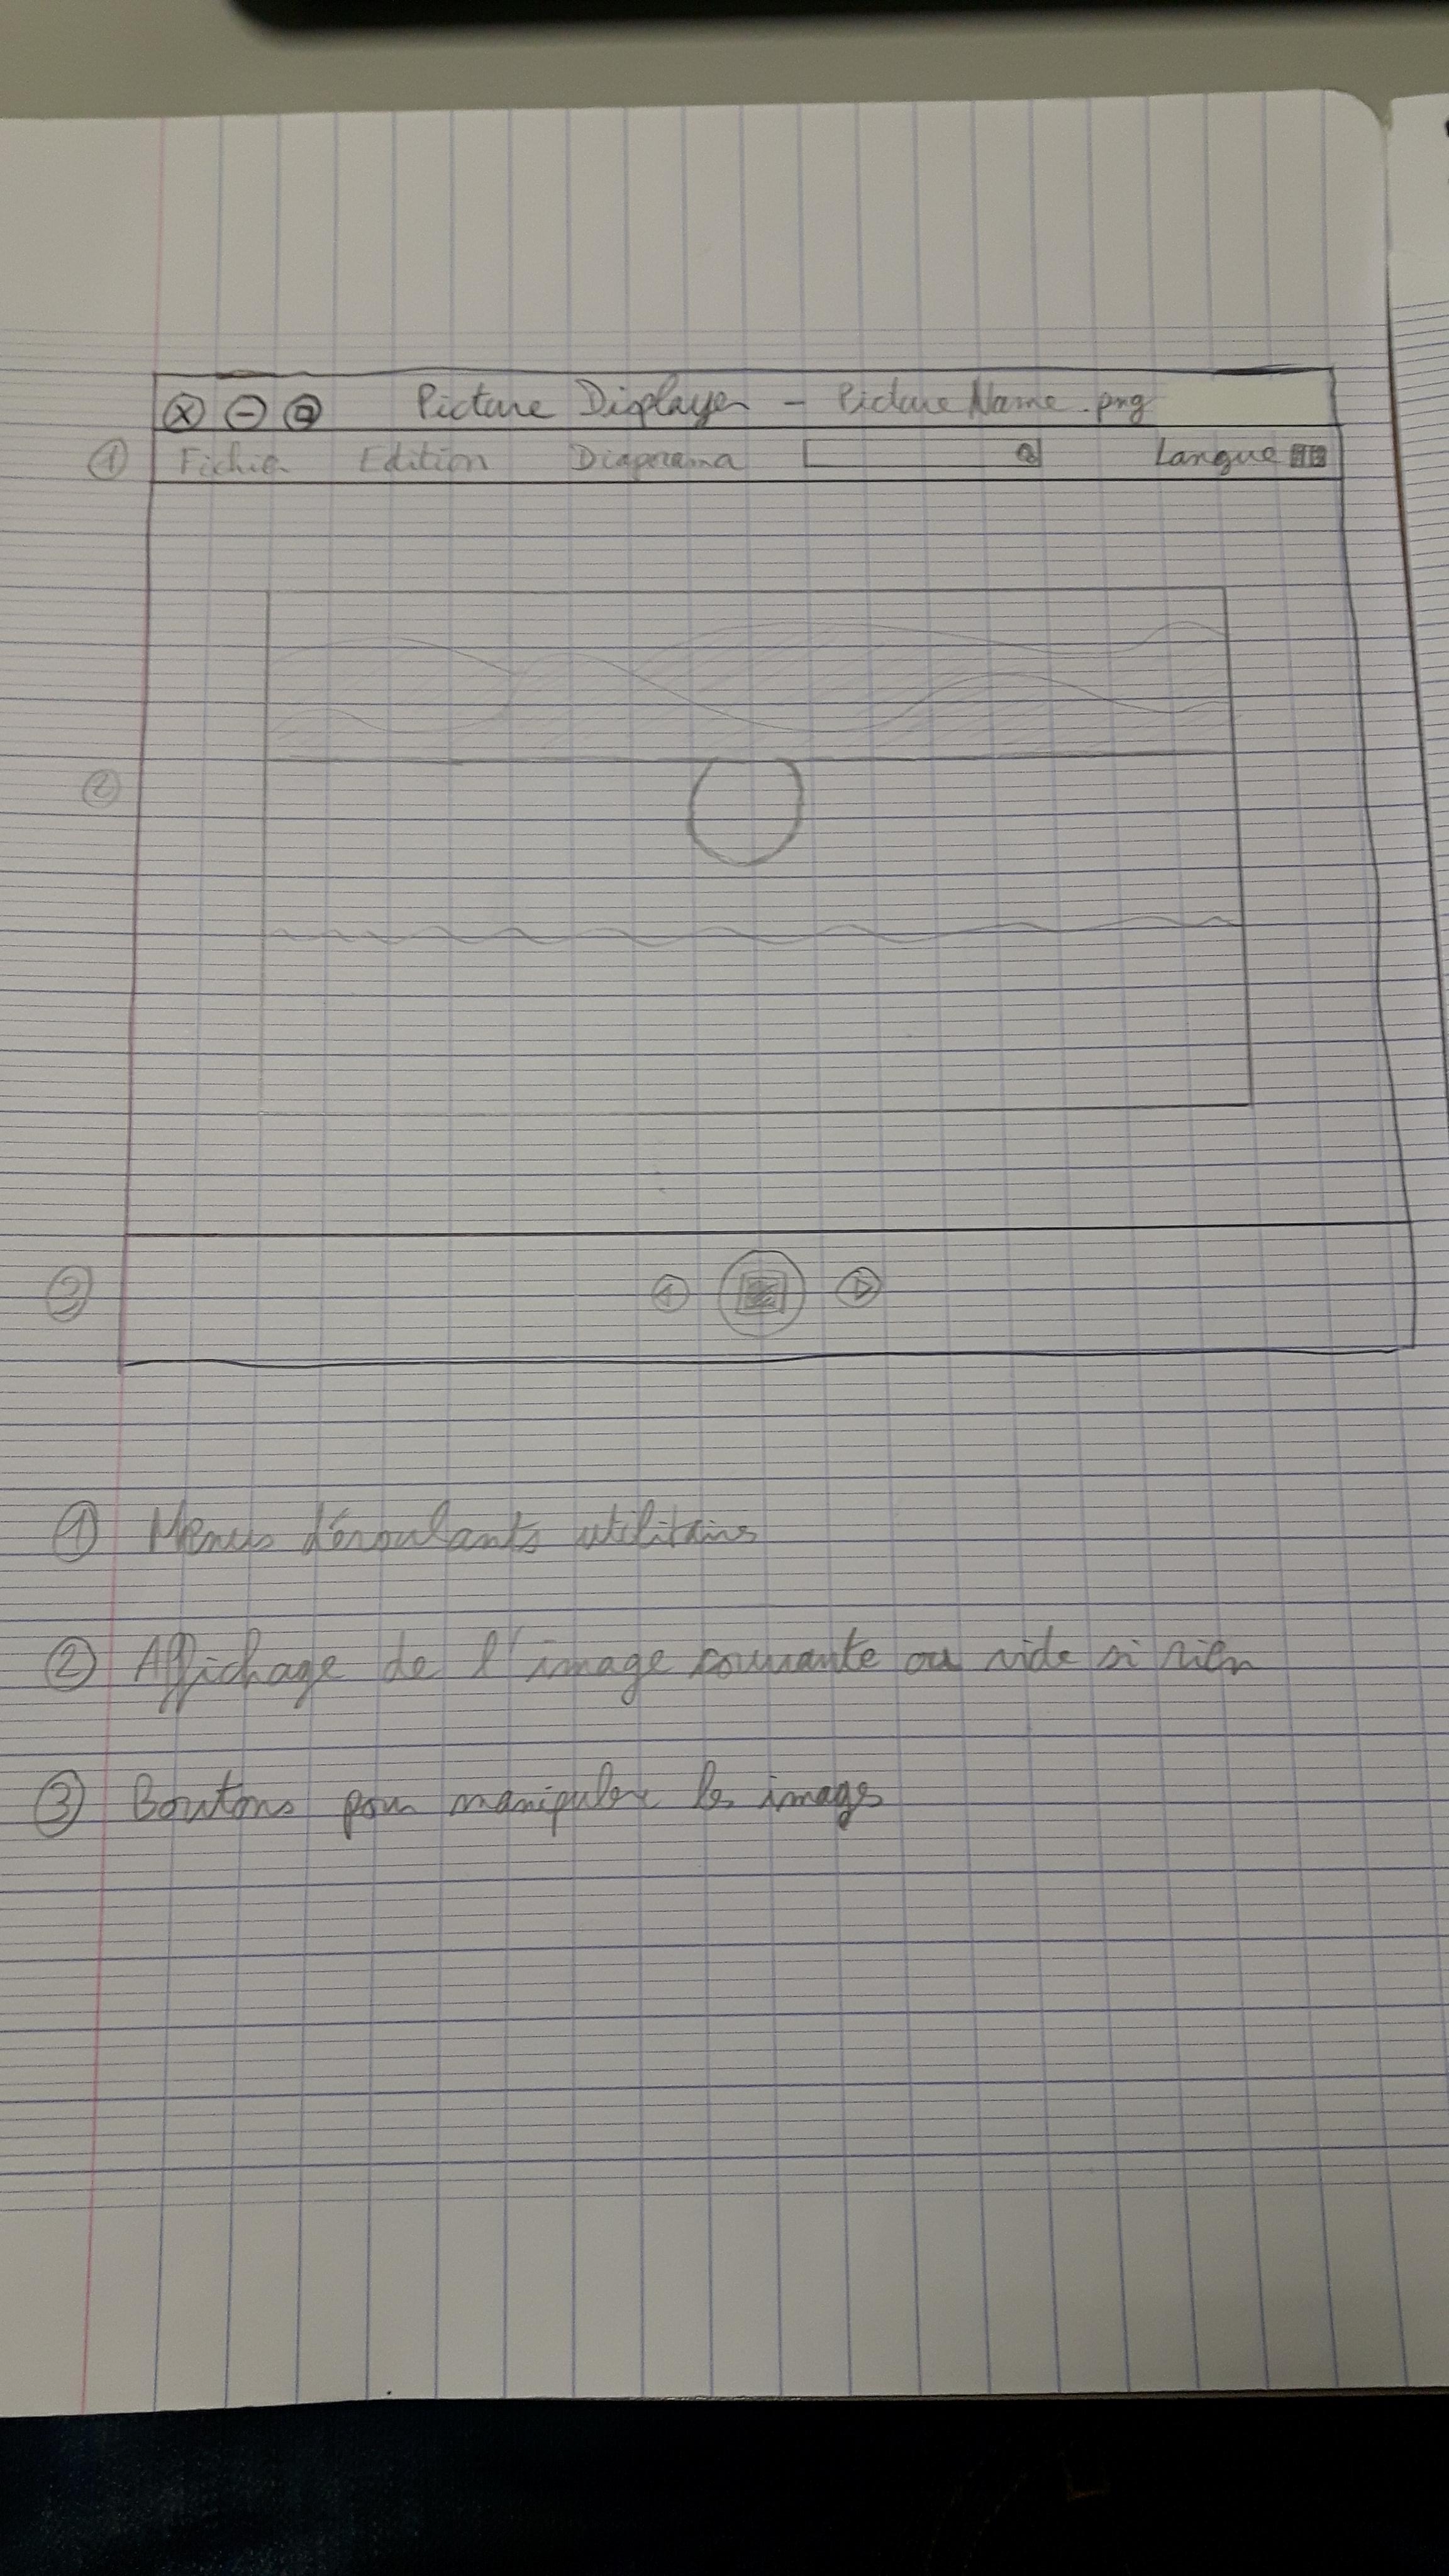 Picture Displayer - Picture Name.png
① Fichier Edition Diaporama Langue
②
③
① Menus déroulants utilitaires
② Affichage de l'image courante ou vide si rien
③ Boutons pour manipuler les images